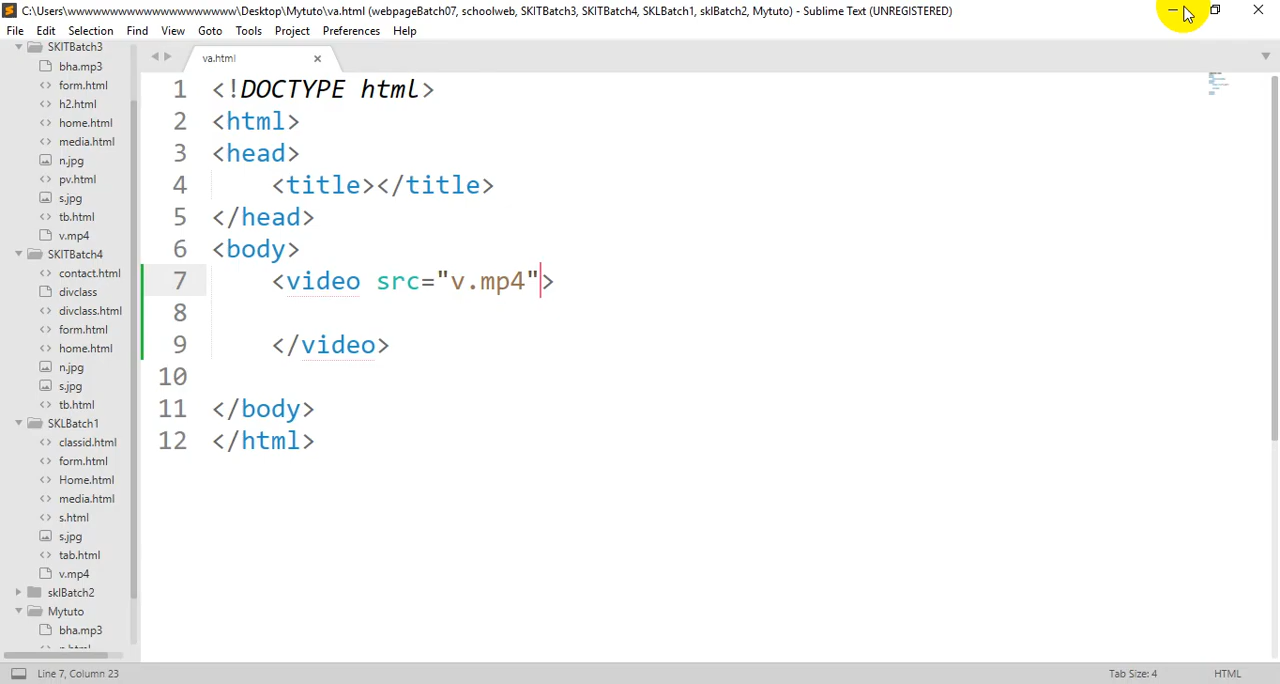 C:\Users\wwwwwwwwwwwwwwwwwwwww\Desktop\Mytuto\va.html (webpageBatch07, schoolweb, SKITBatch3, SKITBatch4, SKLBatch1, sklBatch2, Mytuto) - Sublime Text (UNREGISTERED)
File Edit Selection Find View Goto Tools Project Preferences Help
SKITBatch3
bha.mp3
form.html
h2.html
home.html
media.html
n.jpg
pv.html
s.jpg
tb.html
v.mp4
SKITBatch4
contact.html
divclass
divclass.html
form.html
home.html
n.jpg
s.jpg
tb.html
SKLBatch1
classid.html
form.html
Home.html
media.html
s.html
s.jpg
tab.html
v.mp4
sklBatch2
Mytuto
bha.mp3
va.html
1 <!DOCTYPE html>
2 <html>
3 <head>
4 <title></title>
5 </head>
6 <body>
7 <video src="v.mp4">
8
9 </video>
10
11 </body>
12 </html>
Line 7, Column 23
Tab Size: 4
HTML